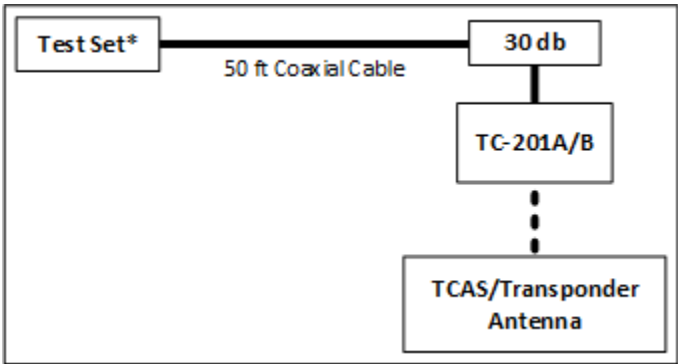 Test Set*
30 db
50 ft Coaxial Cable
TC-201A/B
TCAS/Transponder
Antenna